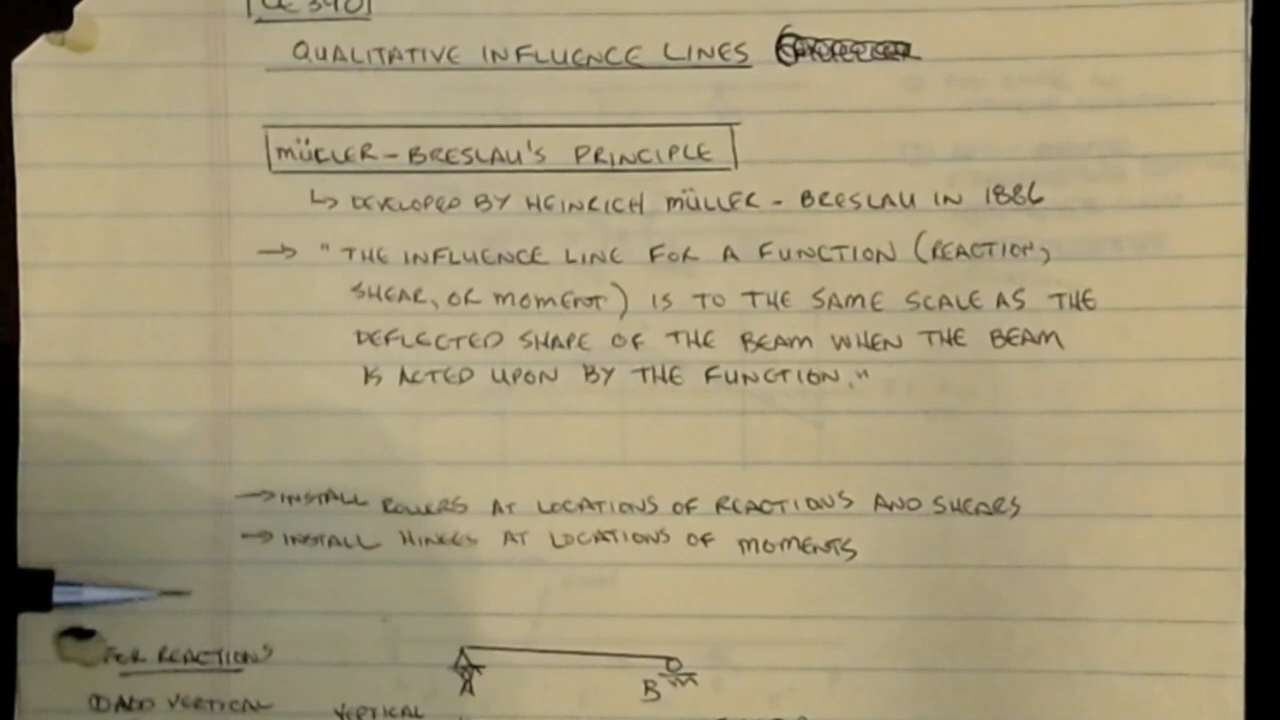 CE 340
QUALITATIVE INFLUENCE LINES
MÜLLER-BRESLAU'S PRINCIPLE
↳ DEVELOPED BY HEINRICH MÜLLER - BRESLAU IN 1886
→ "THE INFLUENCE LINE FOR A FUNCTION (REACTION,
SHEAR, OR MOMENT) IS TO THE SAME SCALE AS THE
DEFLECTED SHAPE OF THE BEAM WHEN THE BEAM
IS ACTED UPON BY THE FUNCTION."
→ INSTALL ROLLERS AT LOCATIONS OF REACTIONS AND SHEARS
→ INSTALL HINGES AT LOCATIONS OF MOMENTS
FOR REACTIONS
A B
① ADD VERTICAL VERTICAL